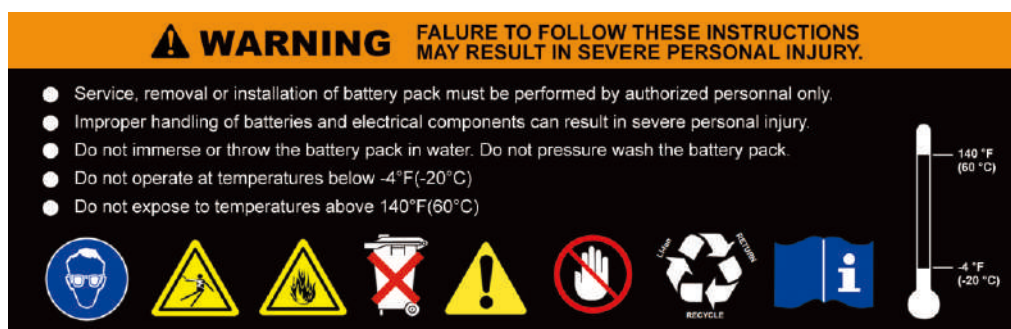 WARNING
FALURE TO FOLLOW THESE INSTRUCTIONS
MAY RESULT IN SEVERE PERSONAL INJURY.
Service, removal or installation of battery pack must be performed by authorized personnal only.
Improper handling of batteries and electrical components can result in severe personal injury.
Do not immerse or throw the battery pack in water. Do not pressure wash the battery pack.
Do not operate at temperatures below -4°F(-20°C)
Do not expose to temperatures above 140°F(60°C)
140 °F
(60 °C)
-4 °F
(-20 °C)
Li-ion
RETURN
RECYCLE
i